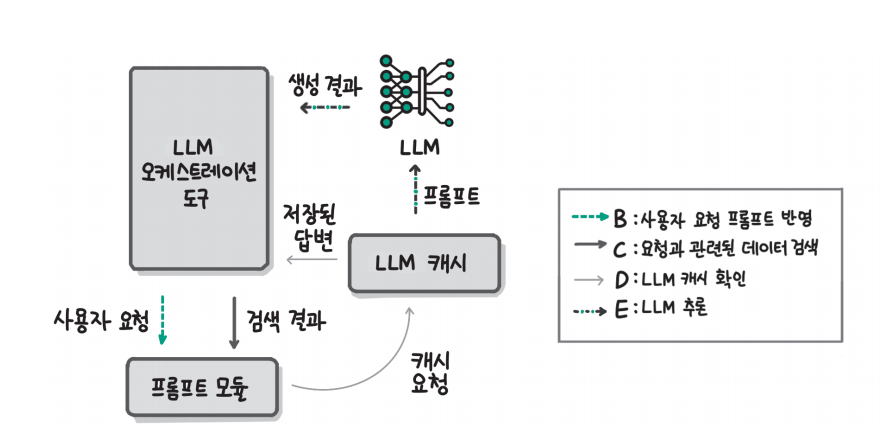 생성 결과
LLM
오케스트레이션
도구
LLM
프롬프트
저장된
답변
LLM 캐시
사용자 요청
검색 결과
프롬프트 모듈
캐시
요청
B : 사용자 요청 프롬프트 반영
C : 요청과 관련된 데이터 검색
D : LLM 캐시 확인
E : LLM 추론